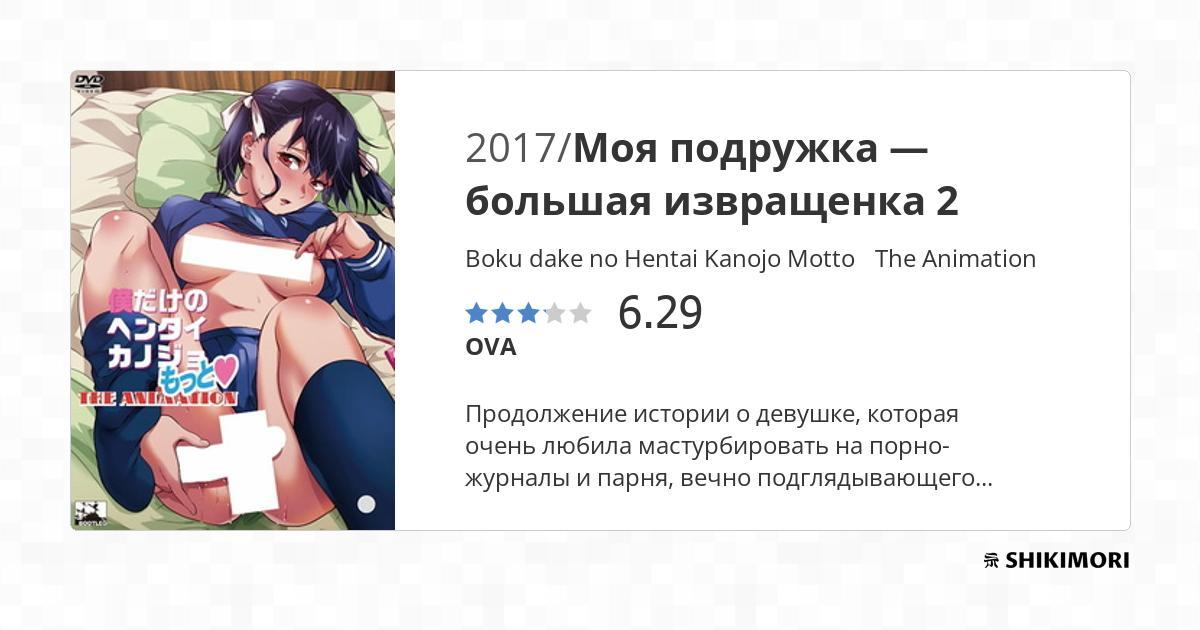 DVD
僕だけの
ヘンタイ
カノジョ
もっと
THE ANIMATION
BOOTLEG
2017/Моя подружка —
большая извращенка 2
Boku dake no Hentai Kanojo Motto The Animation
6.29
OVA
Продолжение истории о девушке, которая
очень любила мастурбировать на порно-
журналы и парня, вечно подглядывающего...
SHIKIMORI